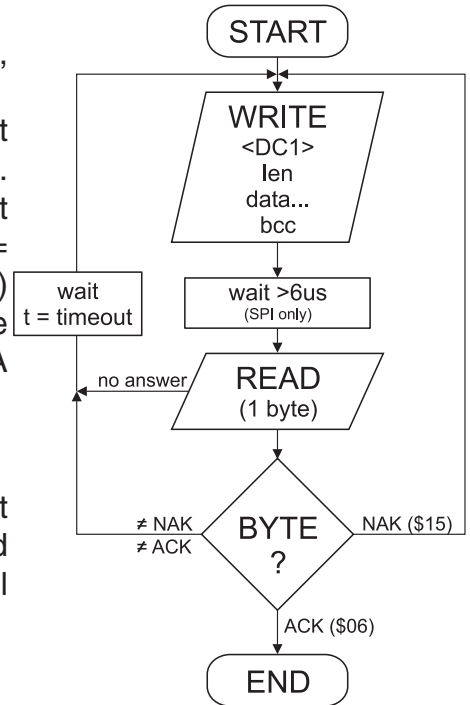 START
,
WRITE
<DC1>
len
data...
bcc
t
.
t
=
)
e
A
wait
t = timeout
wait >6us
(SPI only)
no answer
READ
(1 byte)
t
d
l
≠ NAK
≠ ACK
BYTE
?
NAK ($15)
ACK ($06)
END